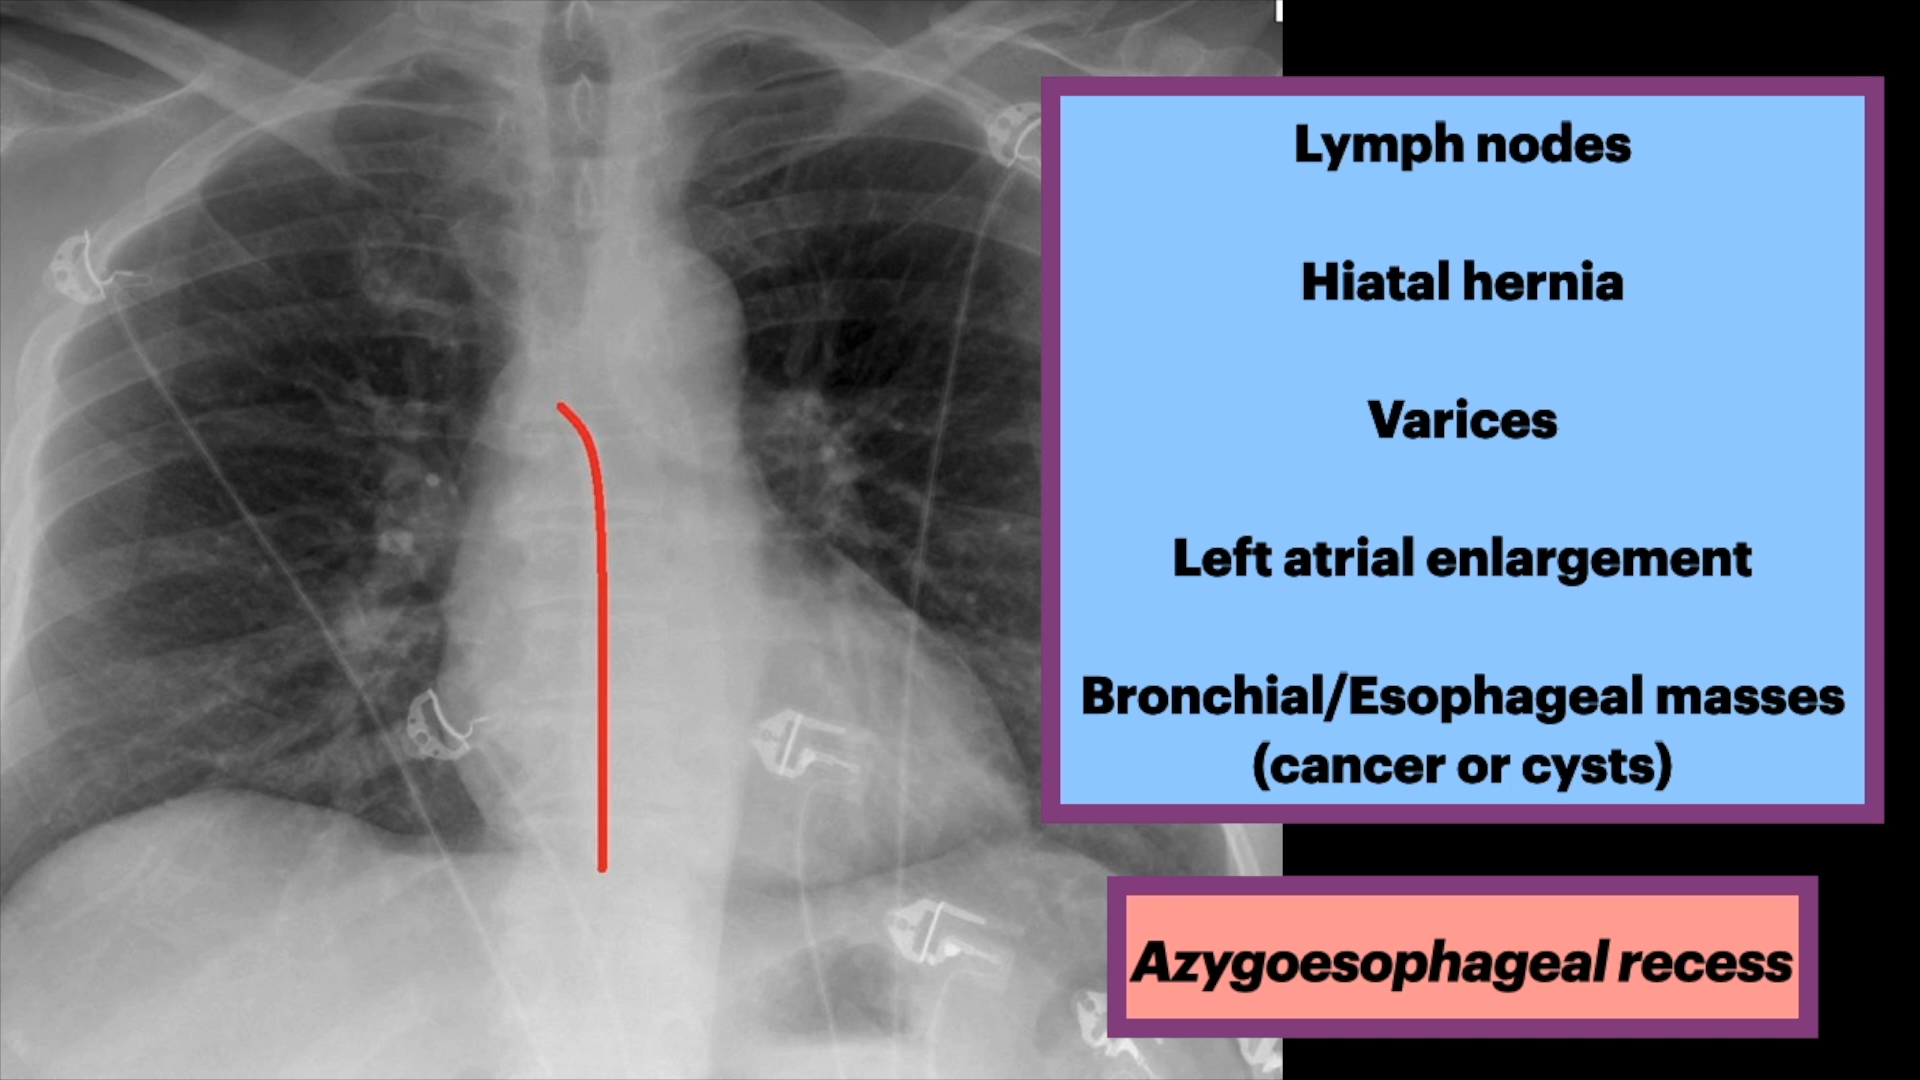 Lymph nodes
Hiatal hernia
Varices
Left atrial enlargement
Bronchial/Esophageal masses
(cancer or cysts)
Azygoesophageal recess